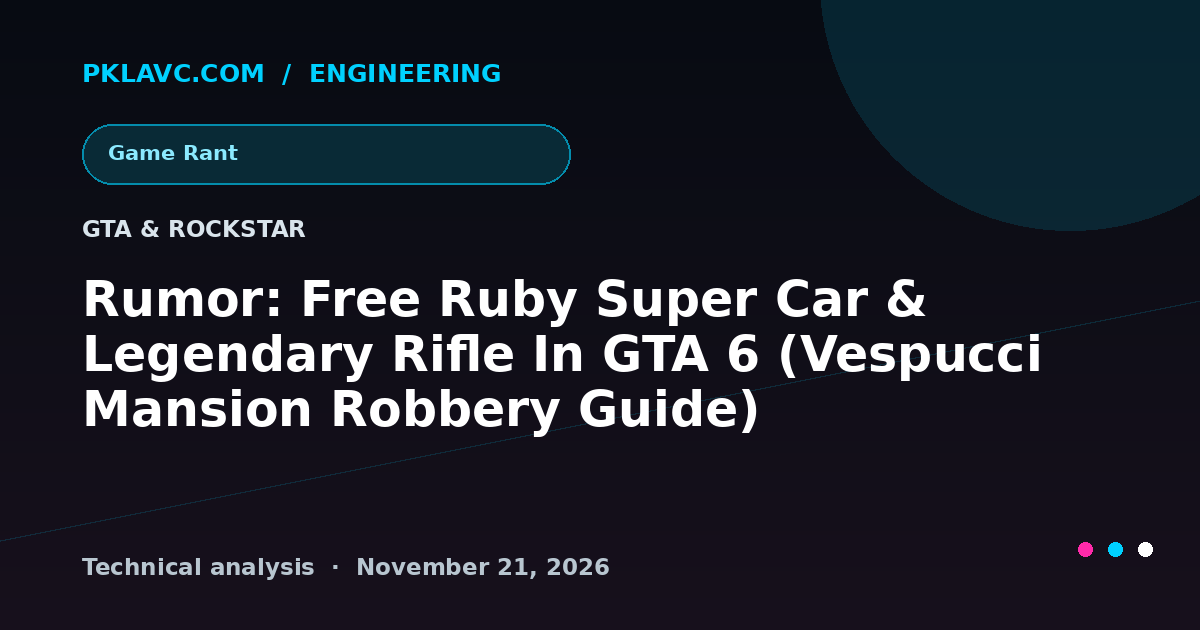 PKLAVC.COM / ENGINEERING
Game Rant
GTA & ROCKSTAR
Rumor: Free Ruby Super Car &
Legendary Rifle In GTA 6 (Vespucci
Mansion Robbery Guide)
Technical analysis · November 21, 2026